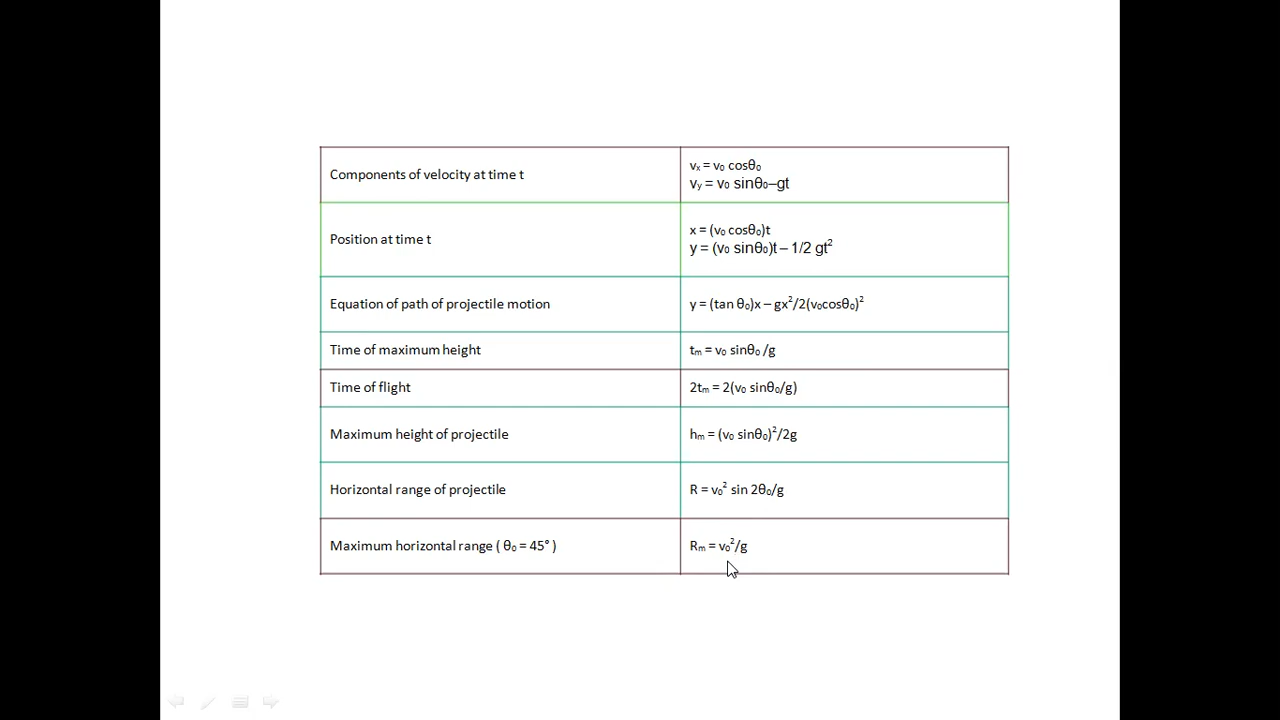 Components of velocity at time t
vₓ = v₀ cosθ₀
vᵧ = v₀ sinθ₀–gt
Position at time t
x = (v₀ cosθ₀)t
y = (v₀ sinθ₀)t – 1/2 gt²
Equation of path of projectile motion
y = (tan θ₀)x – gx²/2(v₀cosθ₀)²
Time of maximum height
tₘ = v₀ sinθ₀ /g
Time of flight
2tₘ = 2(v₀ sinθ₀/g)
Maximum height of projectile
hₘ = (v₀ sinθ₀)²/2g
Horizontal range of projectile
R = v₀² sin 2θ₀/g
Maximum horizontal range ( θ₀ = 45° )
Rₘ = v₀²/g